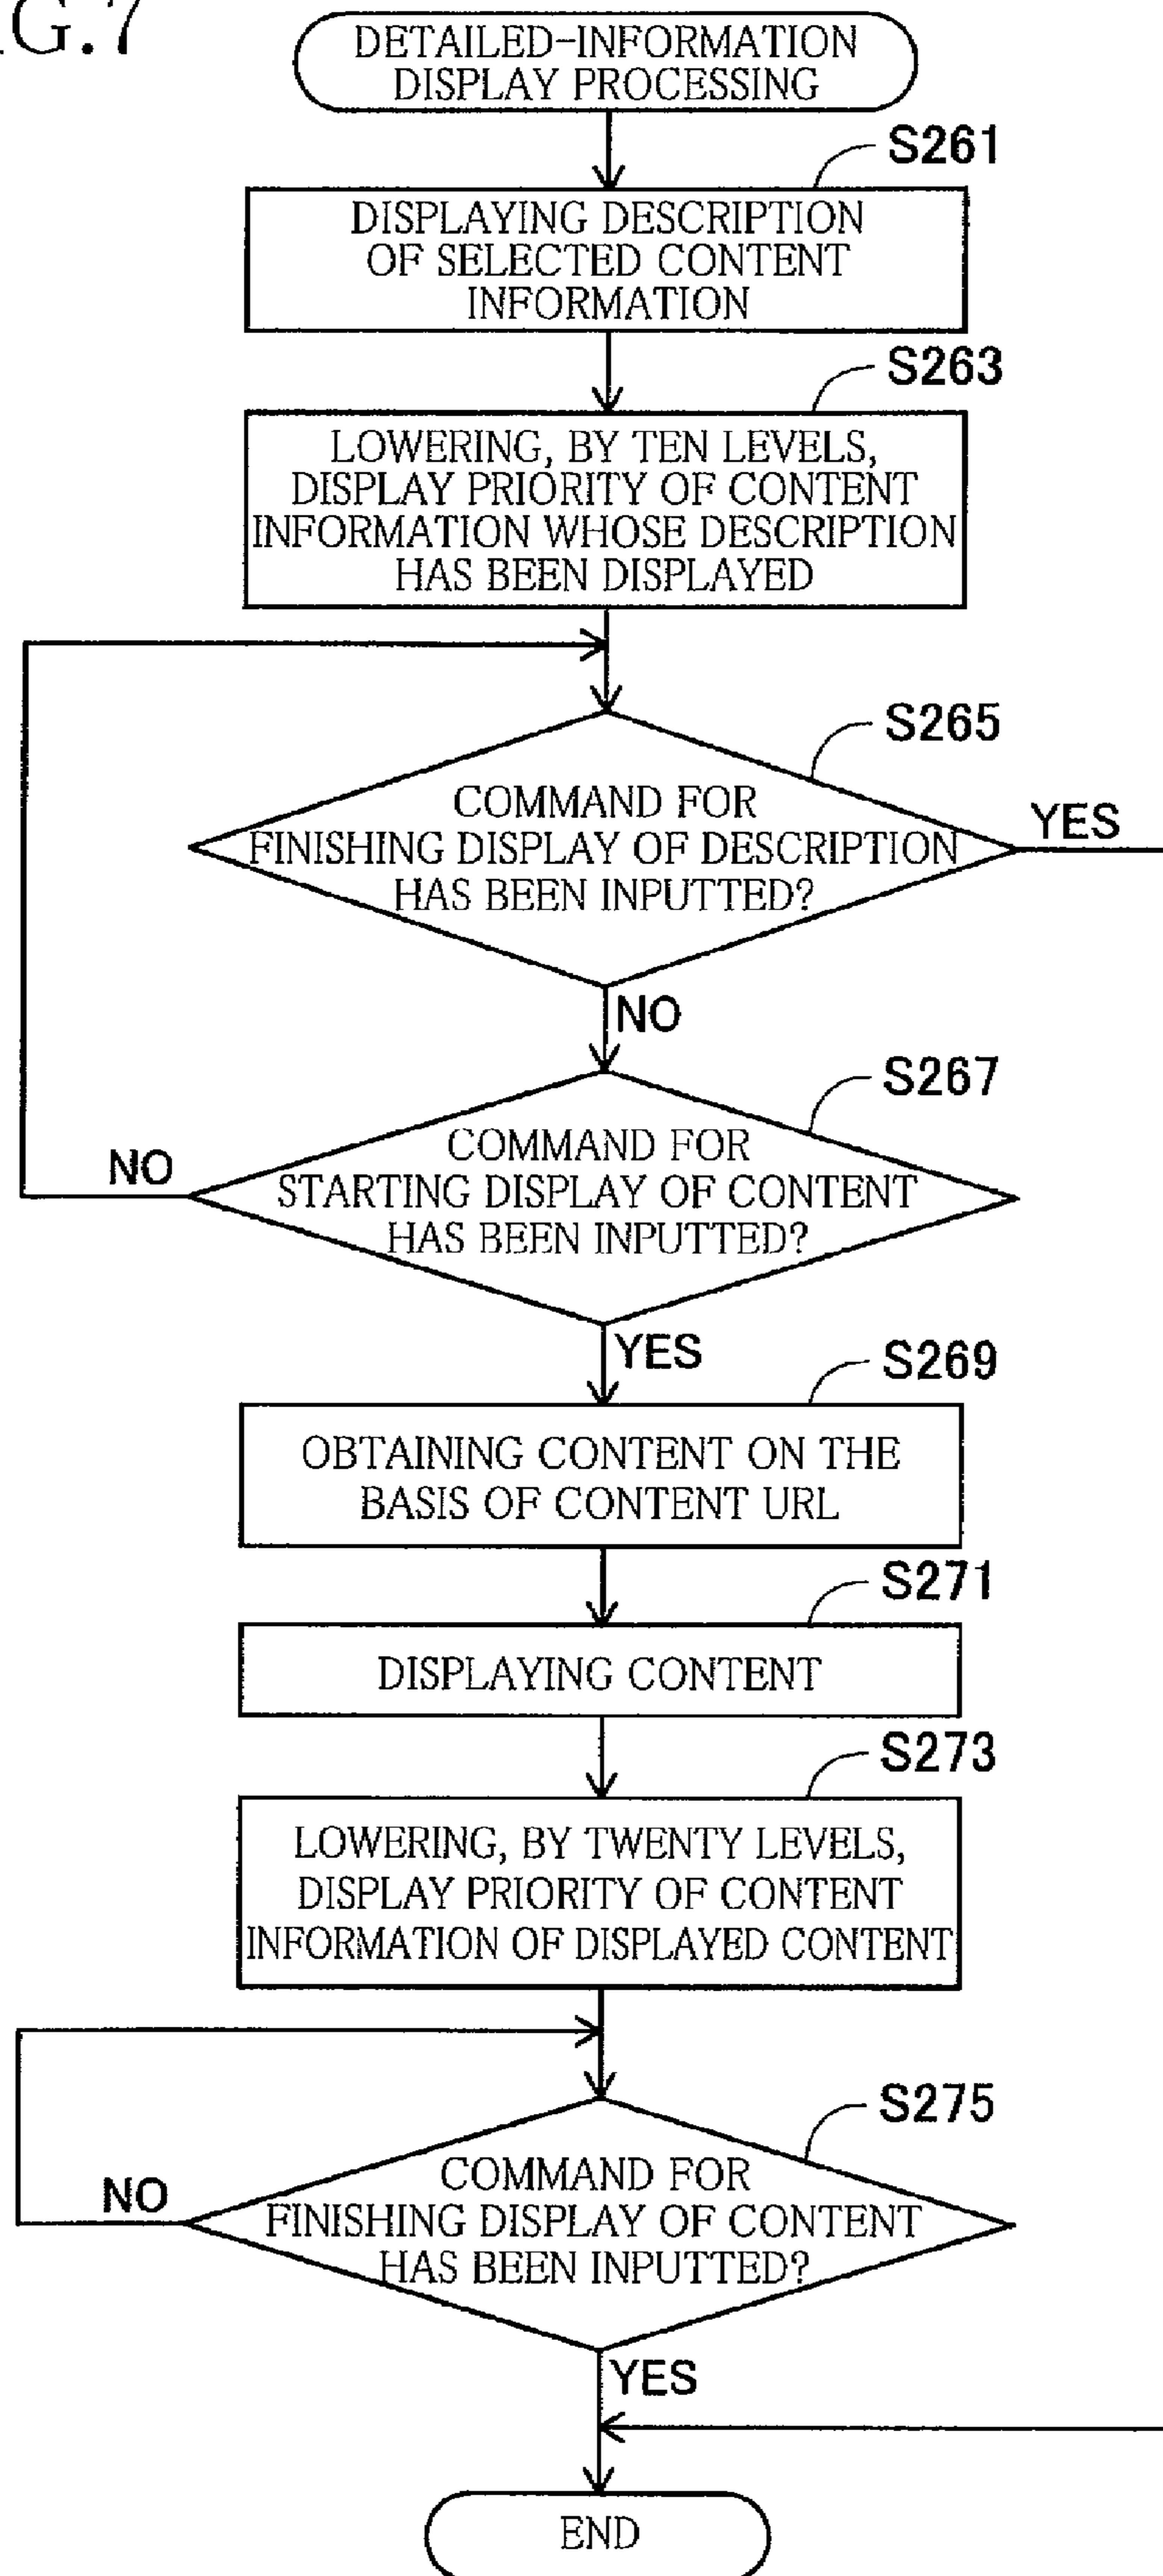 G.7
DETAILED-INFORMATION
DISPLAY PROCESSING
S261
DISPLAYING DESCRIPTION
OF SELECTED CONTENT
INFORMATION
S263
LOWERING, BY TEN LEVELS,
DISPLAY PRIORITY OF CONTENT
INFORMATION WHOSE DESCRIPTION
HAS BEEN DISPLAYED
S265
COMMAND FOR
FINISHING DISPLAY OF DESCRIPTION
HAS BEEN INPUTTED?
YES
NO
S267
COMMAND FOR
STARTING DISPLAY OF CONTENT
HAS BEEN INPUTTED?
NO
YES
S269
OBTAINING CONTENT ON THE
BASIS OF CONTENT URL
S271
DISPLAYING CONTENT
S273
LOWERING, BY TWENTY LEVELS,
DISPLAY PRIORITY OF CONTENT
INFORMATION OF DISPLAYED CONTENT
S275
COMMAND FOR
FINISHING DISPLAY OF CONTENT
HAS BEEN INPUTTED?
NO
YES
END